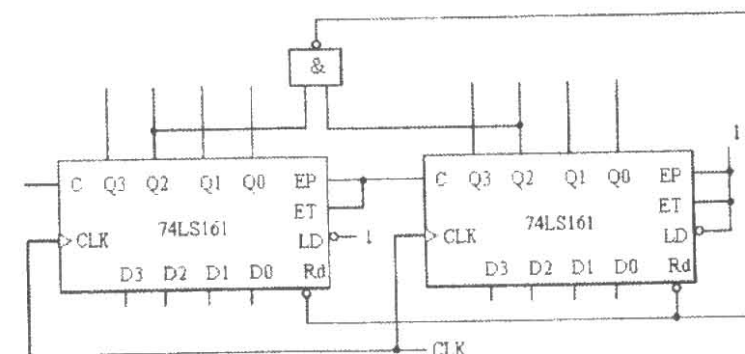 &
1
C Q3 Q2 Q1 Q0 EP
ET
74LS161
CLK
LD
1
D3 D2 D1 D0 Rd
C Q3 Q2 Q1 Q0 EP
ET
74LS161
CLK
LD
D3 D2 D1 D0 Rd
CLK